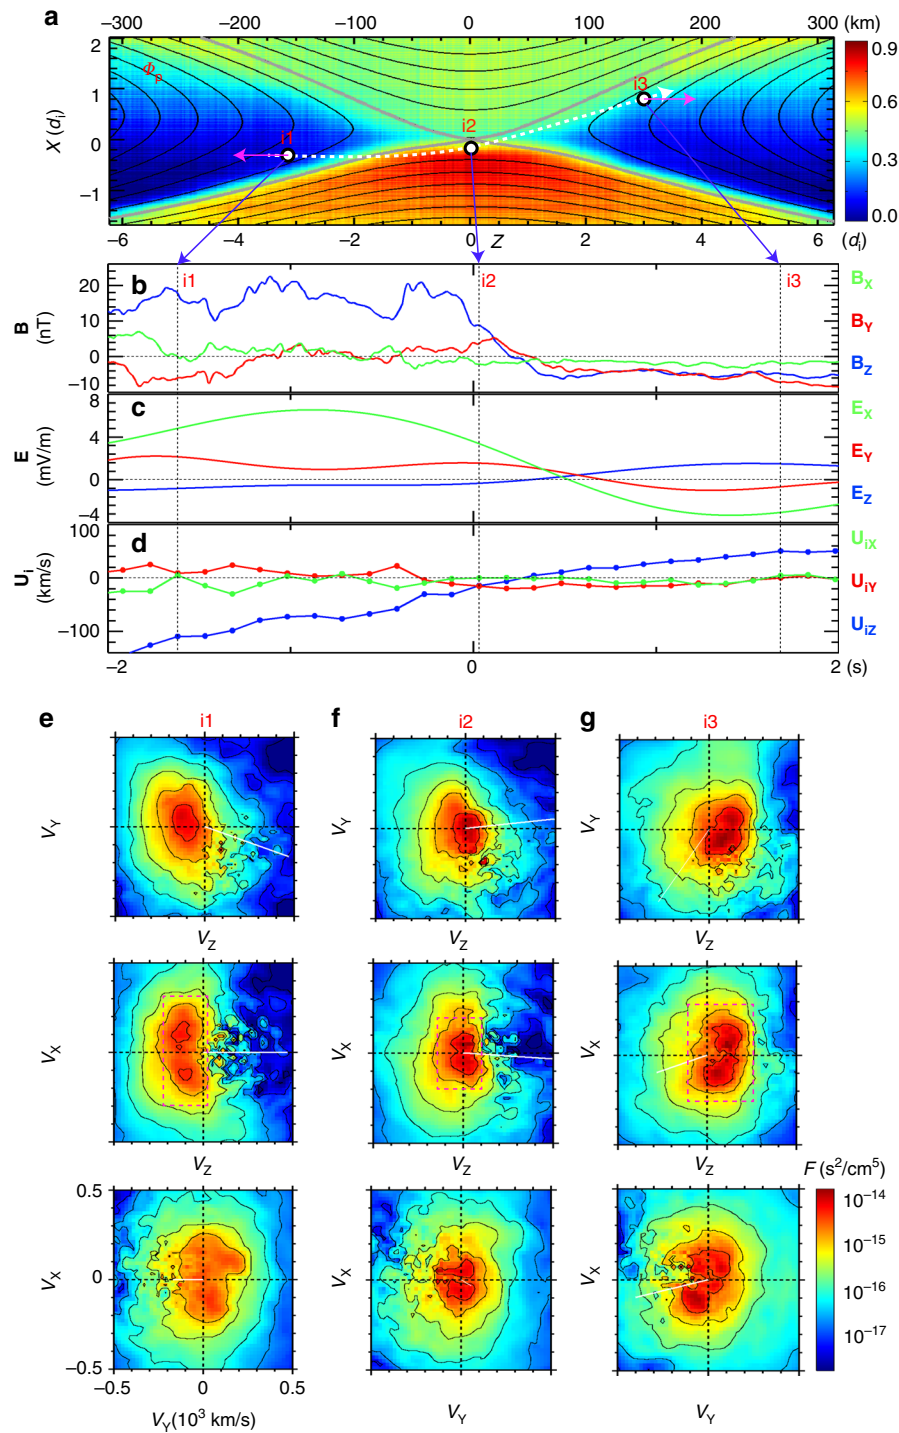 a
−300 −200 −100 0 100 200 300 (km)
2
1
0
−1
X (di)
Φp
i1
i2
i3
0.9
0.6
0.3
0.0
−6 −4 −2 0 Z 2 4 6 (di)
b
i1
i2
i3
20
10
0
−10
B
(nT)
BX
BY
BZ
c
8
4
0
−4
E
(mV/m)
EX
EY
EZ
d
100
0
−100
Ui
(km/s)
UiX
UiY
UiZ
−2 0 2 (s)
e i1 f i2 g i3
VY VY VY
VZ VZ VZ
VX VX VX
VZ VZ VZ
F (s²/cm⁵)
10⁻¹⁴
10⁻¹⁵
10⁻¹⁶
10⁻¹⁷
0.5
0
−0.5
VX VX VX
−0.5 0 0.5
VY(10³ km/s) VY VY